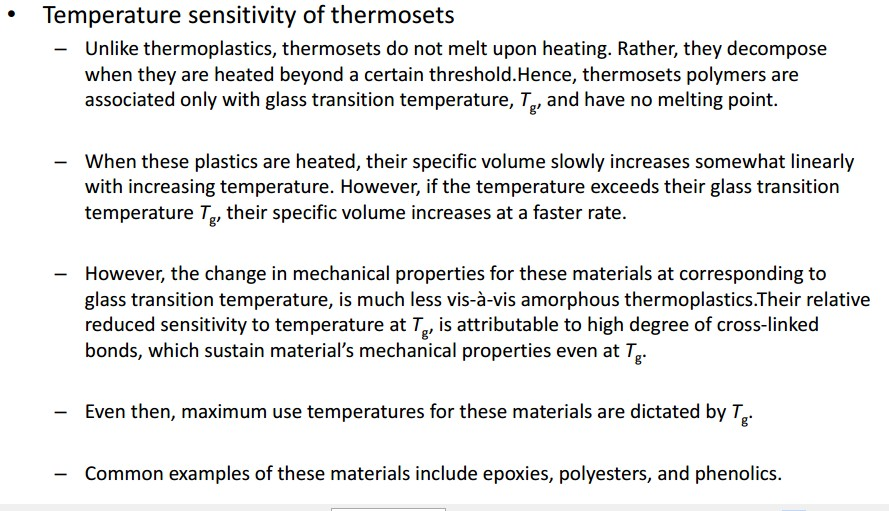 • Temperature sensitivity of thermosets
– Unlike thermoplastics, thermosets do not melt upon heating. Rather, they decompose
when they are heated beyond a certain threshold.Hence, thermosets polymers are
associated only with glass transition temperature, Tg, and have no melting point.
– When these plastics are heated, their specific volume slowly increases somewhat linearly
with increasing temperature. However, if the temperature exceeds their glass transition
temperature Tg, their specific volume increases at a faster rate.
– However, the change in mechanical properties for these materials at corresponding to
glass transition temperature, is much less vis-à-vis amorphous thermoplastics.Their relative
reduced sensitivity to temperature at Tg, is attributable to high degree of cross-linked
bonds, which sustain material’s mechanical properties even at Tg.
– Even then, maximum use temperatures for these materials are dictated by Tg.
– Common examples of these materials include epoxies, polyesters, and phenolics.